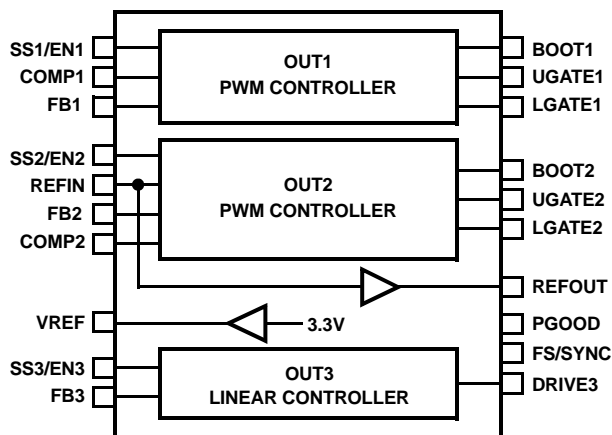 SS1/EN1
COMP1
FB1
OUT1
PWM CONTROLLER
BOOT1
UGATE1
LGATE1
SS2/EN2
REFIN
FB2
COMP2
OUT2
PWM CONTROLLER
BOOT2
UGATE2
LGATE2
REFOUT
VREF
3.3V
PGOOD
FS/SYNC
SS3/EN3
FB3
OUT3
LINEAR CONTROLLER
DRIVE3